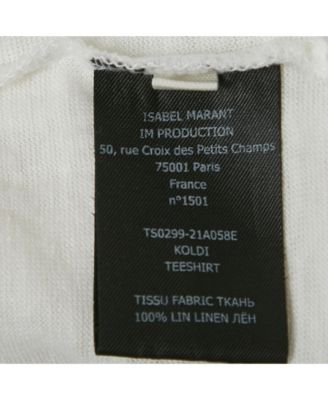 ISABEL MARANT
IM PRODUCTION
50, rue Croix des Petits Champs
75001 Paris
France
n°1501
TS0299-21A058E
KOLDI
TEESHIRT
TISSU FABRIC ТКАНЬ
100% LIN LINEN ЛЁН